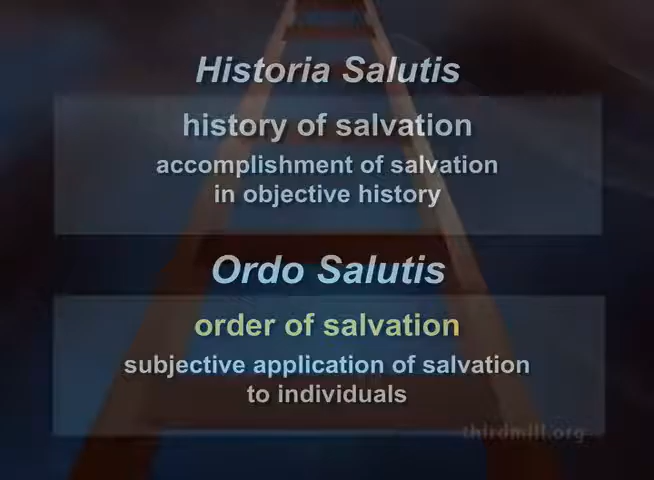 Historia Salutis
history of salvation
accomplishment of salvation
in objective history
Ordo Salutis
order of salvation
subjective application of salvation
to individuals
thirdmill.org